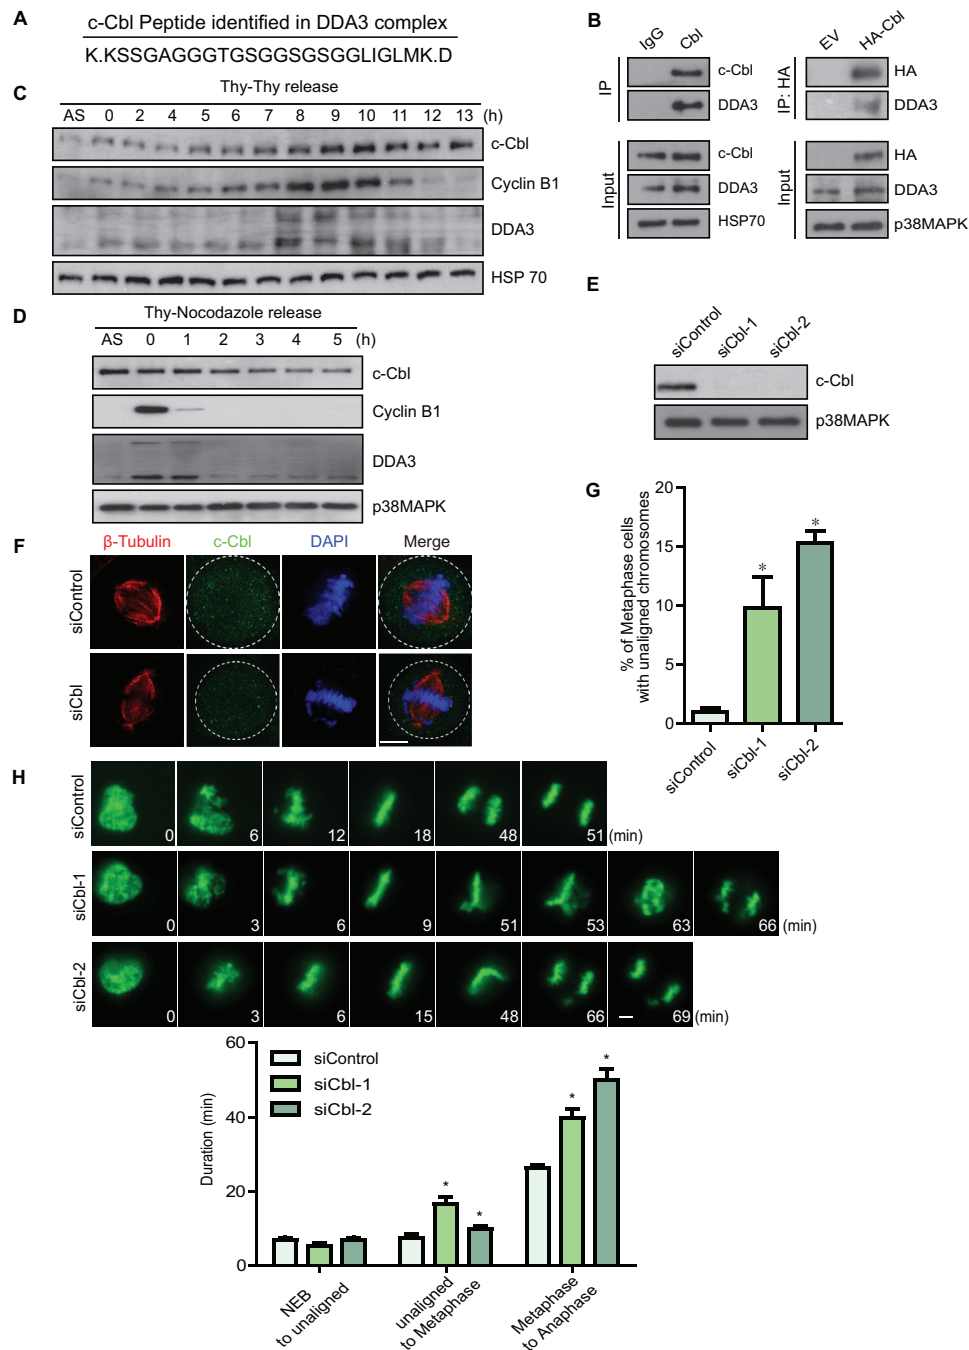 A
c-Cbl Peptide identified in DDA3 complex
K.KSSGAGGGTGSGGSGSGGLIGLMK.D
B
IgG Cbl
IP
c-Cbl
DDA3
Input
c-Cbl
DDA3
HSP70
EV HA-Cbl
IP: HA
HA
DDA3
Input
HA
DDA3
p38MAPK
C
Thy-Thy release
AS 0 2 4 5 6 7 8 9 10 11 12 13 (h)
c-Cbl
Cyclin B1
DDA3
HSP 70
D
Thy-Nocodazole release
AS 0 1 2 3 4 5 (h)
c-Cbl
Cyclin B1
DDA3
p38MAPK
E
siControl siCbl-1 siCbl-2
c-Cbl
p38MAPK
F
β-Tubulin c-Cbl DAPI Merge
siControl
siCbl
G
% of Metaphase cells
with unaligned chromosomes
20
15
10
5
0
* *
siControl siCbl-1 siCbl-2
H
siControl
0 6 12 18 48 51 (min)
siCbl-1
0 3 6 9 51 53 63 66 (min)
siCbl-2
0 3 6 15 48 66 69 (min)
Duration (min)
60
40
20
0
siControl
siCbl-1
siCbl-2
* * * *
NEB
to unaligned
unaligned
to Metaphase
Metaphase
to Anaphase